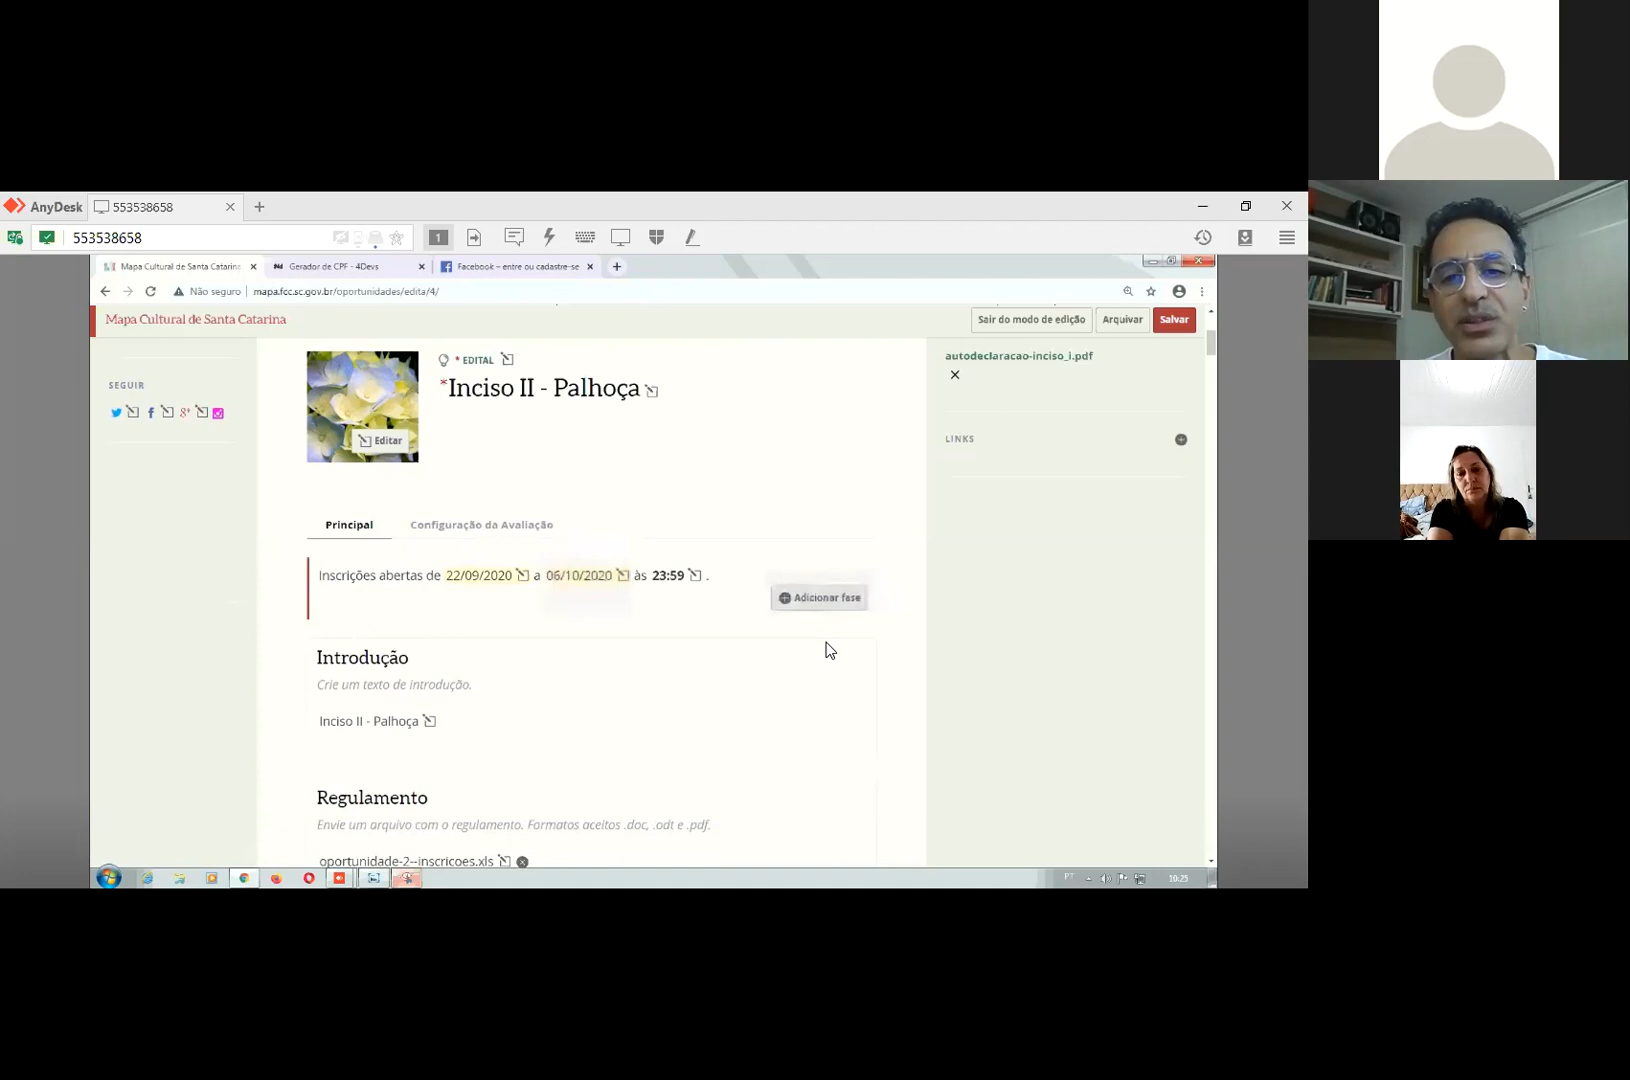 AnyDesk
553538658
553538658
1
Mapa Cultural de Santa Catarina
Gerador de CPF - 4Devs
Facebook – entre ou cadastre-se
Não seguro
mapa.fcc.sc.gov.br/oportunidades/edita/4/
Mapa Cultural de Santa Catarina
Sair do modo de edição
Arquivar
Salvar
SEGUIR
* EDITAL
*Inciso II - Palhoça
Editar
autodeclaracao-inciso_i.pdf
LINKS
Principal
Configuração da Avaliação
Inscrições abertas de 22/09/2020 a 06/10/2020 às 23:59 .
Adicionar fase
Introdução
Crie um texto de introdução.
Inciso II - Palhoça
Regulamento
Envie um arquivo com o regulamento. Formatos aceitos .doc, .odt e .pdf.
oportunidade-2--inscricoes.xls
PT
10:25